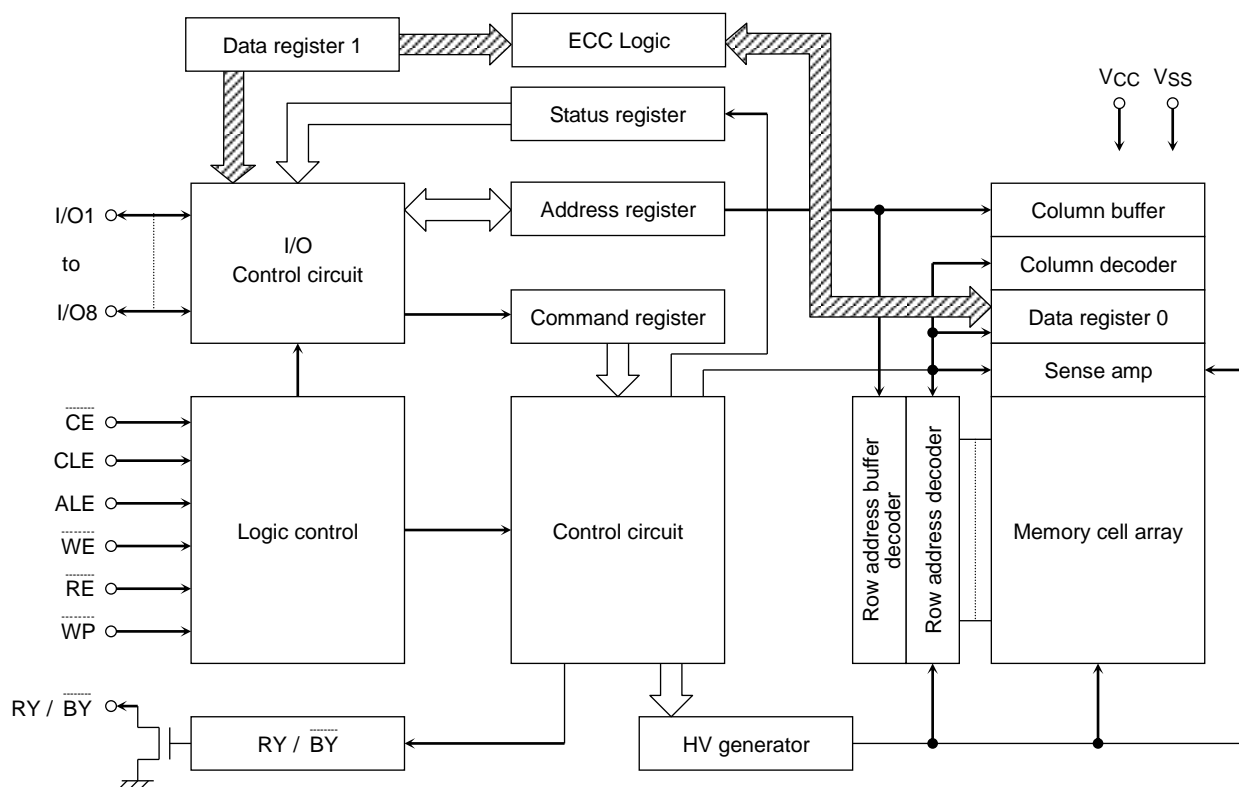 Data register 1
ECC Logic
VCC
VSS
Status register
I/O1
to
I/O8
I/O
Control circuit
Address register
Column buffer
Column decoder
Command register
Data register 0
Sense amp
CE
CLE
ALE
WE
RE
WP
Logic control
Control circuit
Row address buffer
decoder
Row address decoder
Memory cell array
RY / BY
RY / BY
HV generator